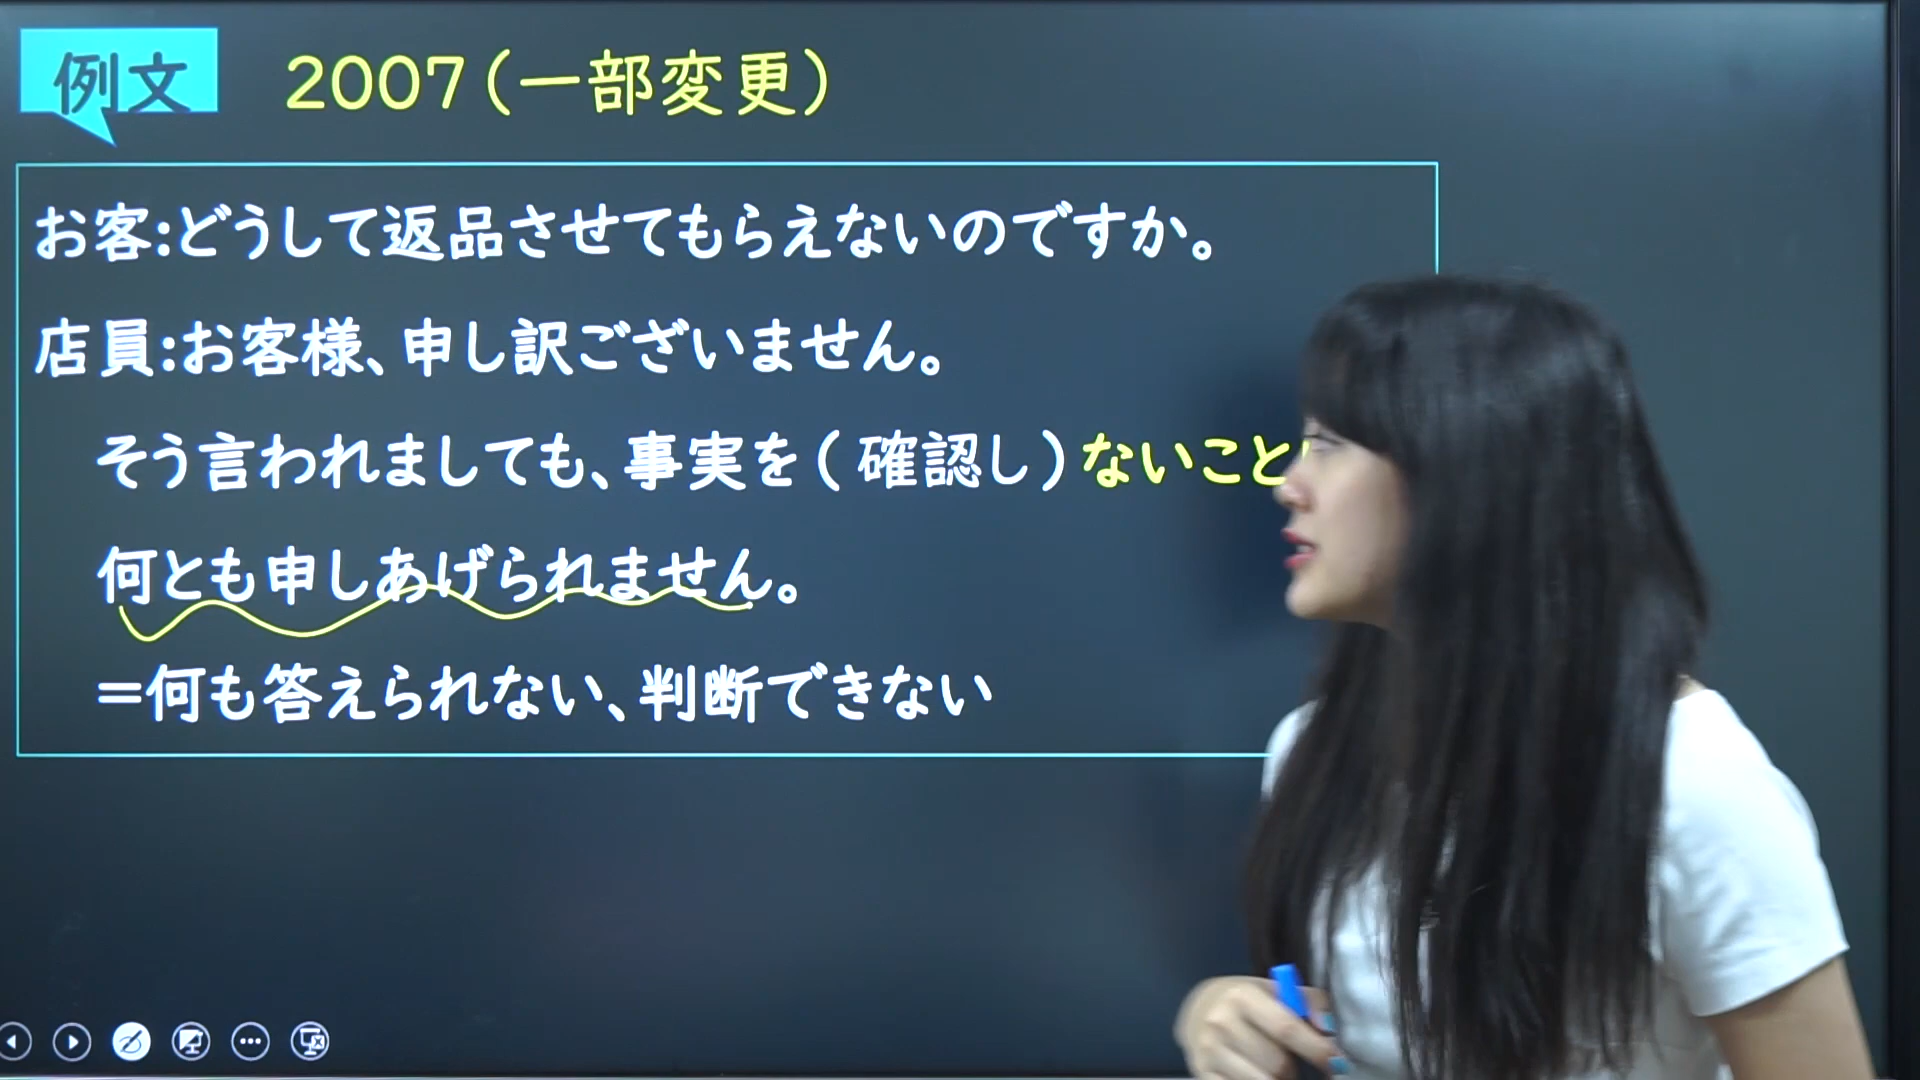 例文 2007(一部変更)
お客:どうして返品させてもらえないのですか。
店員:お客様、申し訳ございません。
そう言われましても、事実を(確認し)ないこと
何とも申しあげられません。
=何も答えられない、判断できない